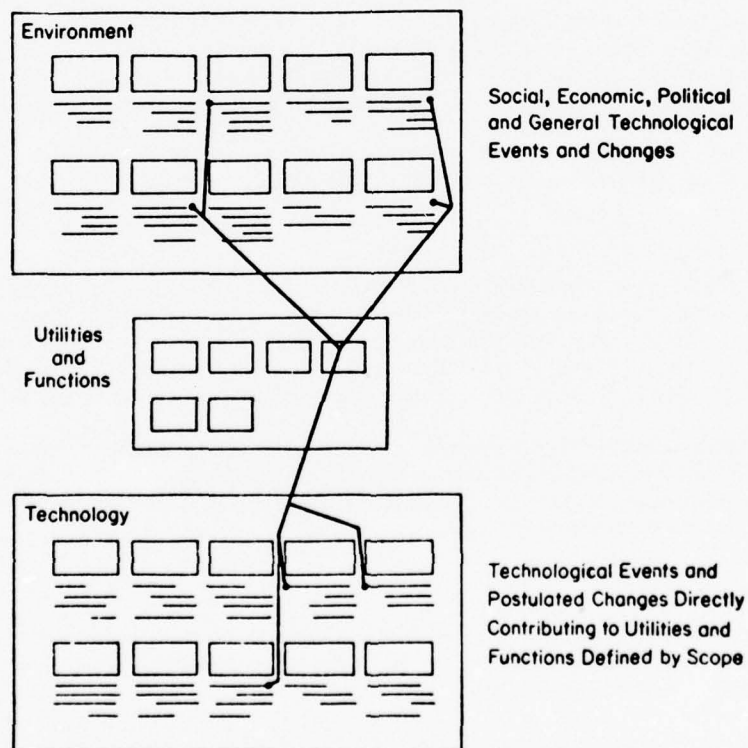 Environment
Social, Economic, Political
and General Technological
Events and Changes
Utilities
and
Functions
Technology
Technological Events and
Postulated Changes Directly
Contributing to Utilities and
Functions Defined by Scope